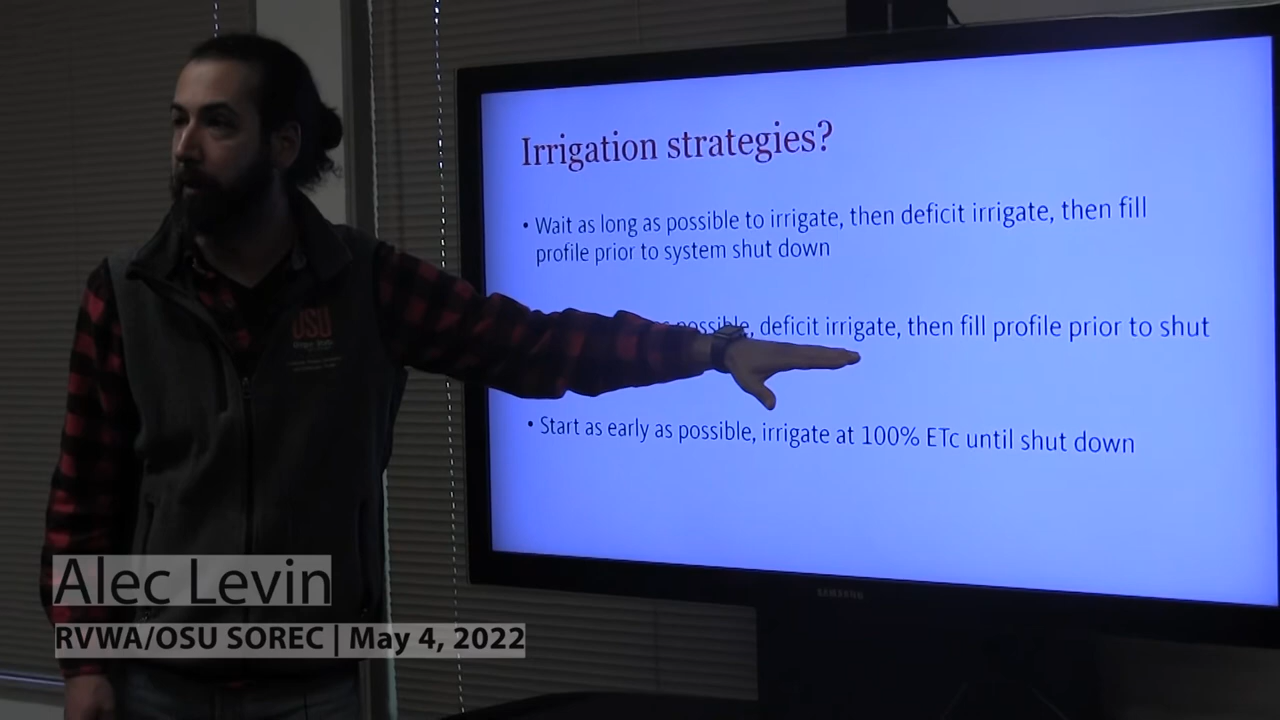 Irrigation strategies?
• Wait as long as possible to irrigate, then deficit irrigate, then fill
profile prior to system shut down
possible, deficit irrigate, then fill profile prior to shut
• Start as early as possible, irrigate at 100% ETc until shut down
OSU
SAMSUNG
Alec Levin
RVWA/OSU SOREC | May 4, 2022